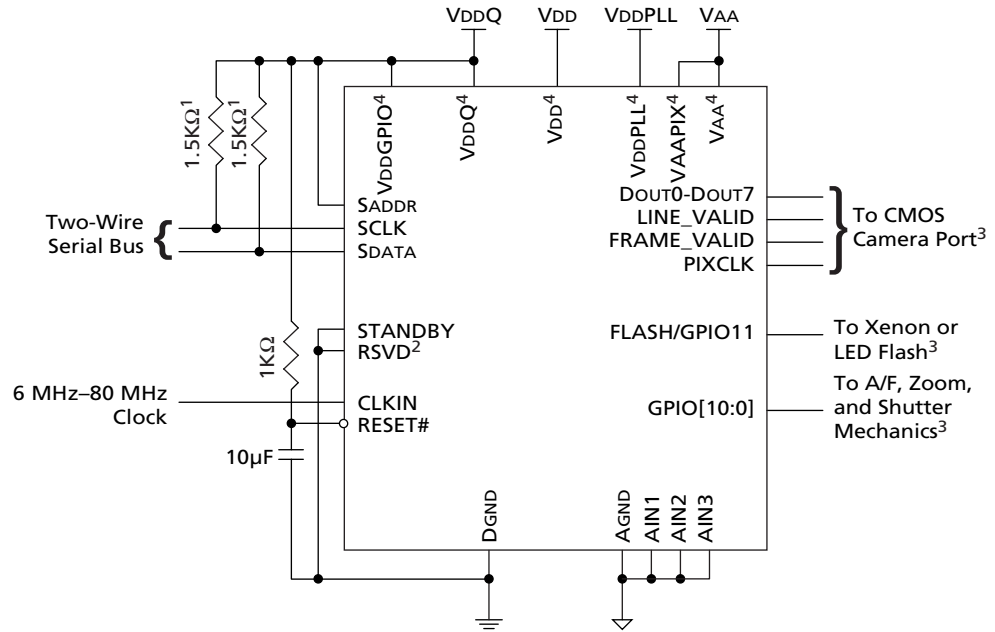 VDDQ
VDD
VDDPLL
VAA
1.5KΩ¹
1.5KΩ¹
VDDGPIO⁴
VDDQ⁴
VDD⁴
VDDPLL⁴
VAAPIX⁴
VAA⁴
Two-Wire
Serial Bus
SADDR
SCLK
SDATA
DOUT0-DOUT7
LINE_VALID
FRAME_VALID
PIXCLK
To CMOS
Camera Port³
1KΩ
STANDBY
RSVD²
FLASH/GPIO11
To Xenon or
LED Flash³
6 MHz–80 MHz
Clock
CLKIN
RESET#
GPIO[10:0]
To A/F, Zoom,
and Shutter
Mechanics³
10µF
DGND
AGND
AIN1
AIN2
AIN3